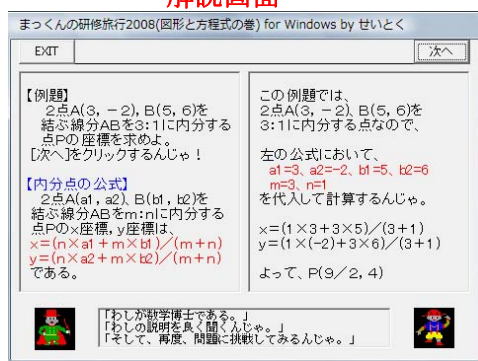 解説画面
まっくんの研修旅行2008(図形と方程式の巻) for Windows by せいとく
EXIT
次へ
【例題】
2点A(3, －2), B(5, 6)を
結ぶ線分ABを3:1に内分する
点Pの座標を求めよ。
[次へ]をクリックするんじゃ！
【内分点の公式】
2点A(a1, a2), B(b1, b2)を
結ぶ線分ABをm:nに内分する
点Pのx座標, y座標は、
x=(n×a1+m×b1)／(m+n)
y=(n×a2+m×b2)／(m+n)
である。
この例題では、
2点A(3, －2), B(5, 6)を
3:1に内分する点なので、
左の公式において、
a1=3、a2=-2、b1=5、b2=6
m=3、n=1
を代入して計算するんじゃ。
x=(1×3+3×5)／(3+1)
y=(1×(-2)+3×6)／(3+1)
よって、P(9／2, 4)
「わしが数学博士である。」
「わしの説明を良く聞くんじゃ。」
「そして、再度、問題に挑戦してみるんじゃ。」